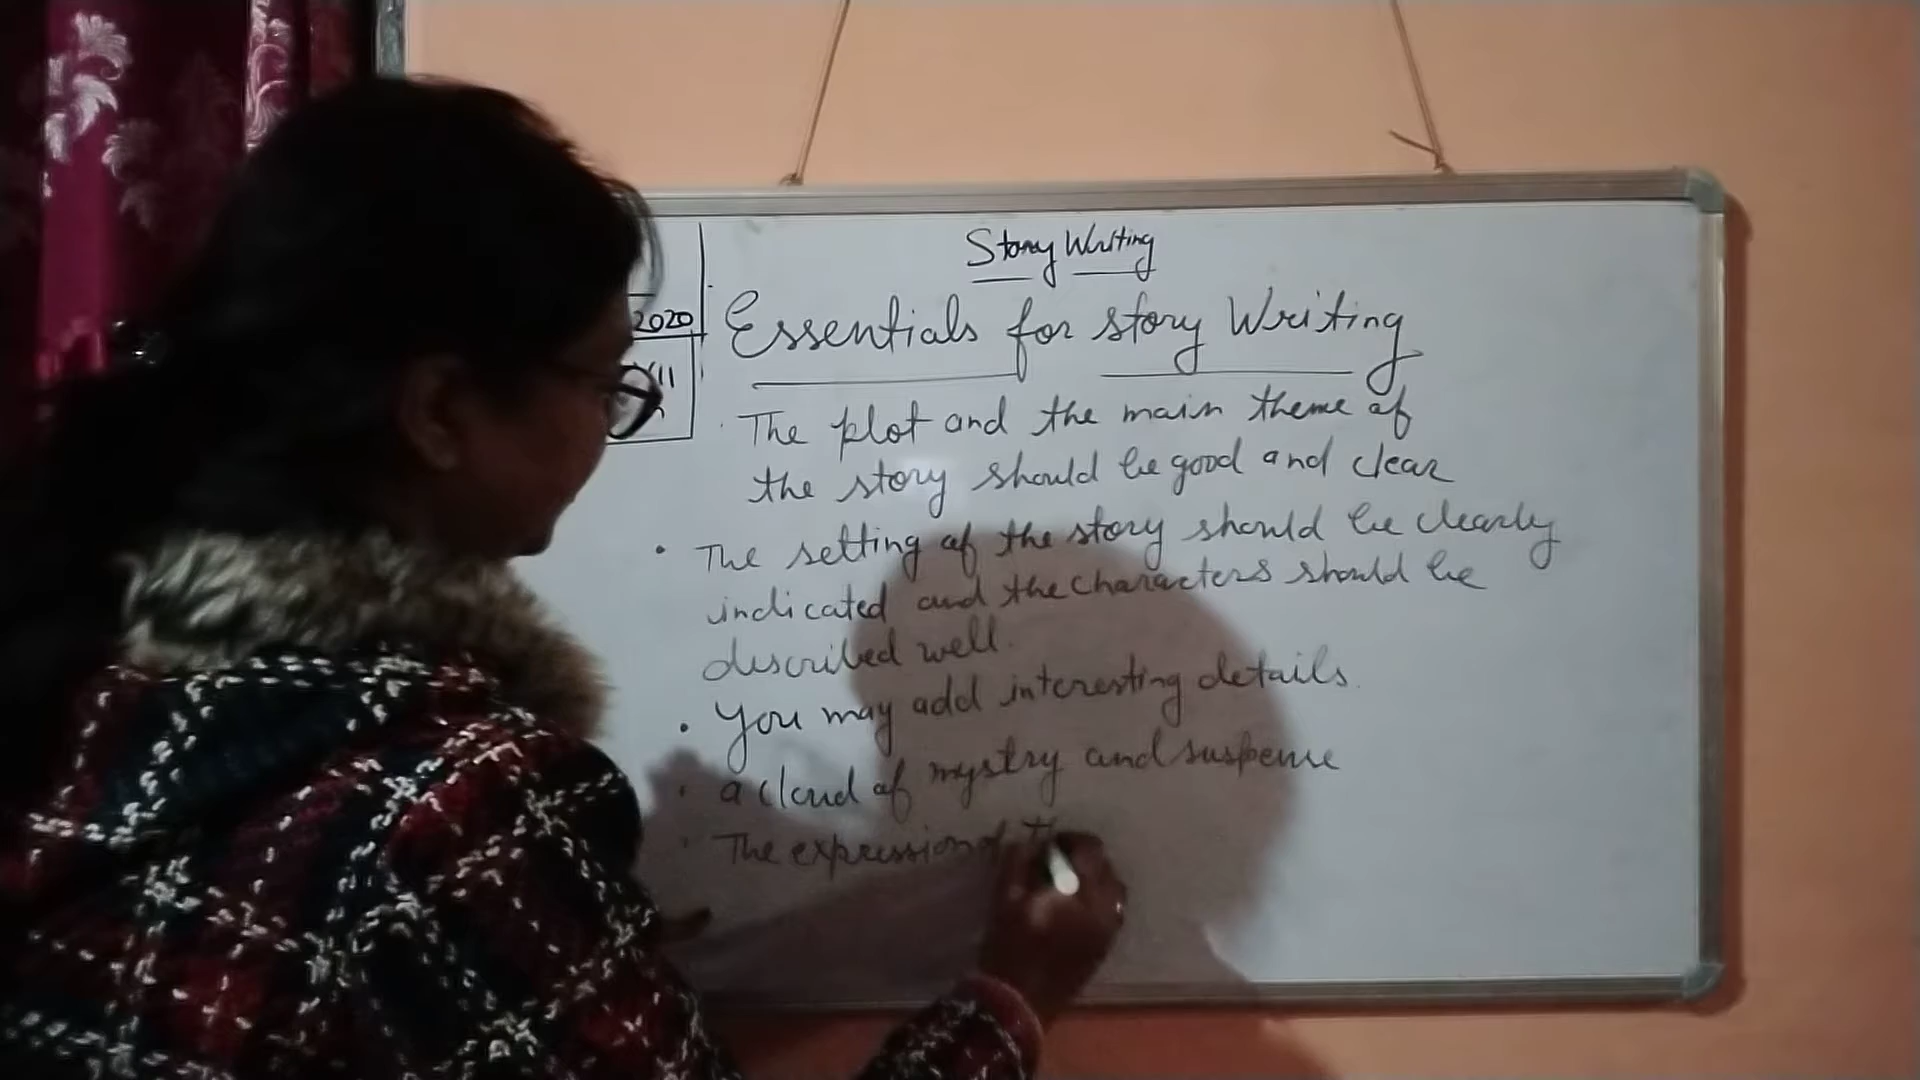 Story Writing
2020
Essentials for story Writing
The plot and the main theme of
the story should be good and clear
• The setting of the story should be clearly
indicated and the characters should be
described well.
• You may add interesting details.
• a cloud of mystry and suspense
• The expression of th